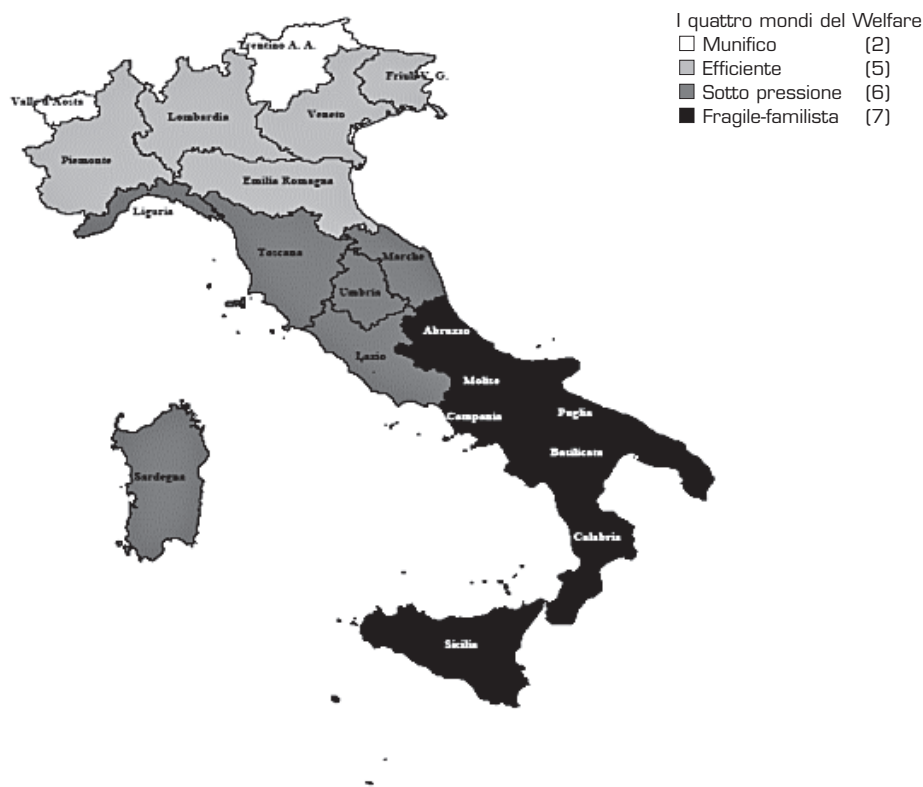 I quattro mondi del Welfare
Munifico (2)
Efficiente (5)
Sotto pressione (6)
Fragile-familista (7)
Trentino A. A.
Friuli V. G.
Valle d'Aosta
Lombardia
Veneto
Piemonte
Emilia Romagna
Liguria
Toscana
Marche
Umbria
Abruzzo
Lazio
Molise
Campania
Puglia
Basilicata
Sardegna
Calabria
Sicilia